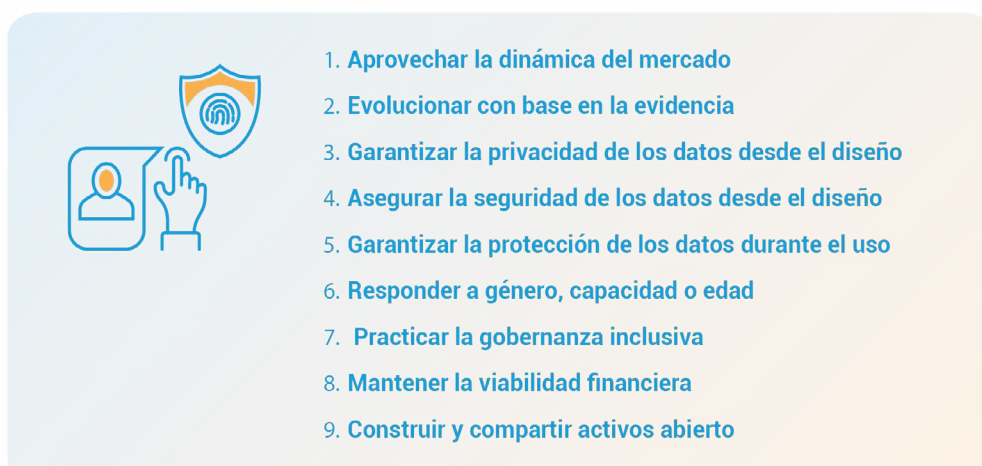 1. Aprovechar la dinámica del mercado
2. Evolucionar con base en la evidencia
3. Garantizar la privacidad de los datos desde el diseño
4. Asegurar la seguridad de los datos desde el diseño
5. Garantizar la protección de los datos durante el uso
6. Responder a género, capacidad o edad
7. Practicar la gobernanza inclusiva
8. Mantener la viabilidad financiera
9. Construir y compartir activos abierto